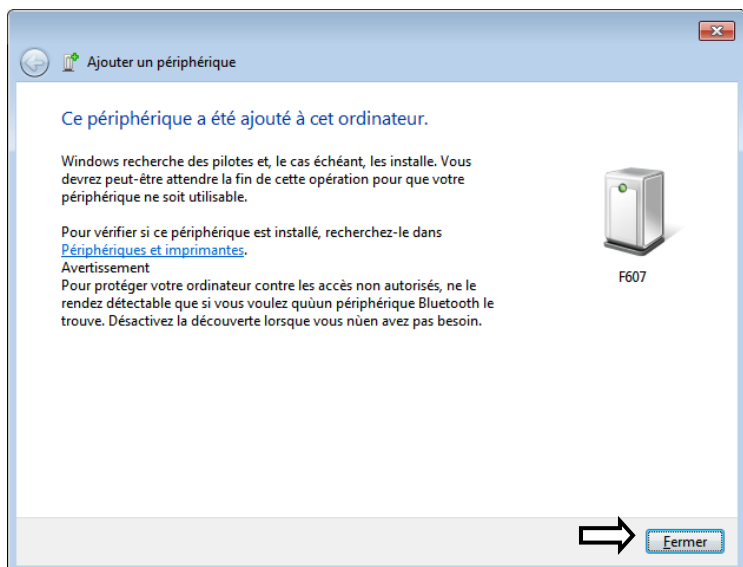 Ajouter un périphérique
Ce périphérique a été ajouté à cet ordinateur.
Windows recherche des pilotes et, le cas échéant, les installe. Vous
devrez peut-être attendre la fin de cette opération pour que votre
périphérique ne soit utilisable.
Pour vérifier si ce périphérique est installé, recherchez-le dans
Périphériques et imprimantes.
Avertissement
Pour protéger votre ordinateur contre les accès non autorisés, ne le
rendez détectable que si vous voulez quùun périphérique Bluetooth le
trouve. Désactivez la découverte lorsque vous nùen avez pas besoin.
F607
Fermer